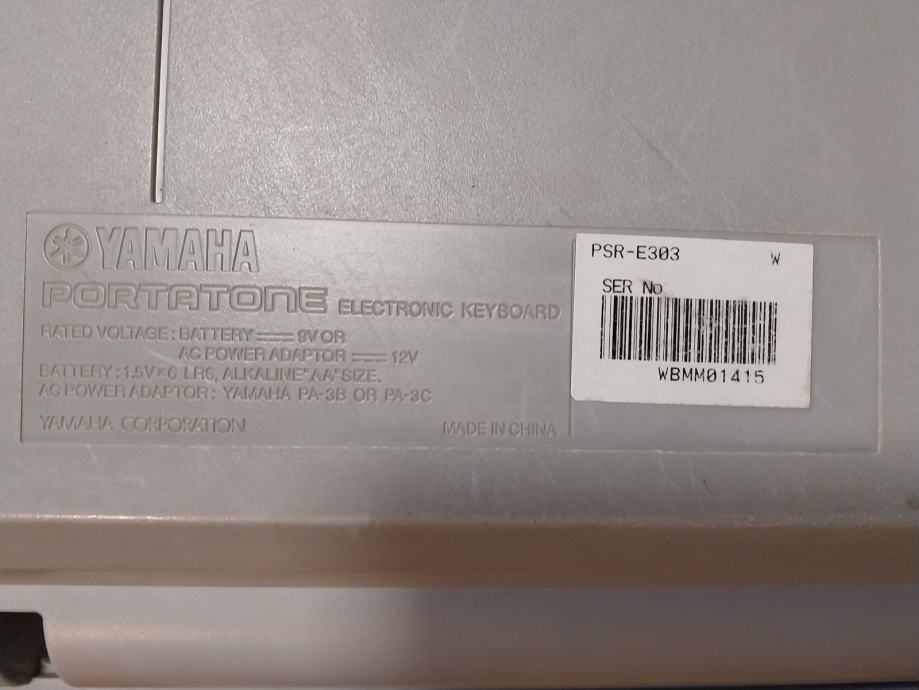 YAMAHA
PORTATONE ELECTRONIC KEYBOARD
RATED VOLTAGE: BATTERY ⎓ 9V OR
AC POWER ADAPTOR ⎓ 12V
BATTERY: 1.5V×6 LR6, ALKALINE"AA"SIZE.
AC POWER ADAPTOR: YAMAHA PA-3B OR PA-3C
YAMAHA CORPORATION
MADE IN CHINA
PSR-E303 W
SER No
WBMM01415